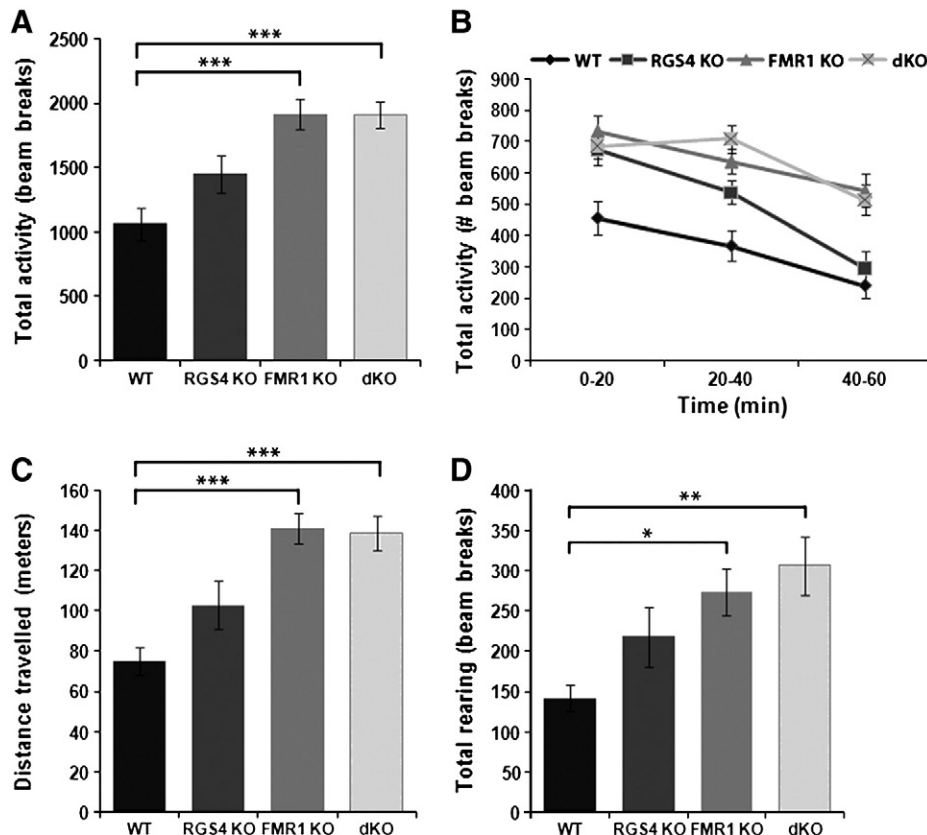 A
Total activity (beam breaks)
2500
2000
1500
1000
500
0
***
***
WT
RGS4 KO
FMR1 KO
dKO
B
WT
RGS4 KO
FMR1 KO
dKO
Total activity (# beam breaks)
900
800
700
600
500
400
300
200
100
0
0-20
20-40
40-60
Time (min)
C
Distance travelled (meters)
160
140
120
100
80
60
40
20
0
***
***
WT
RGS4 KO
FMR1 KO
dKO
D
Total rearing (beam breaks)
400
350
300
250
200
150
100
50
0
**
*
WT
RGS4 KO
FMR1 KO
dKO